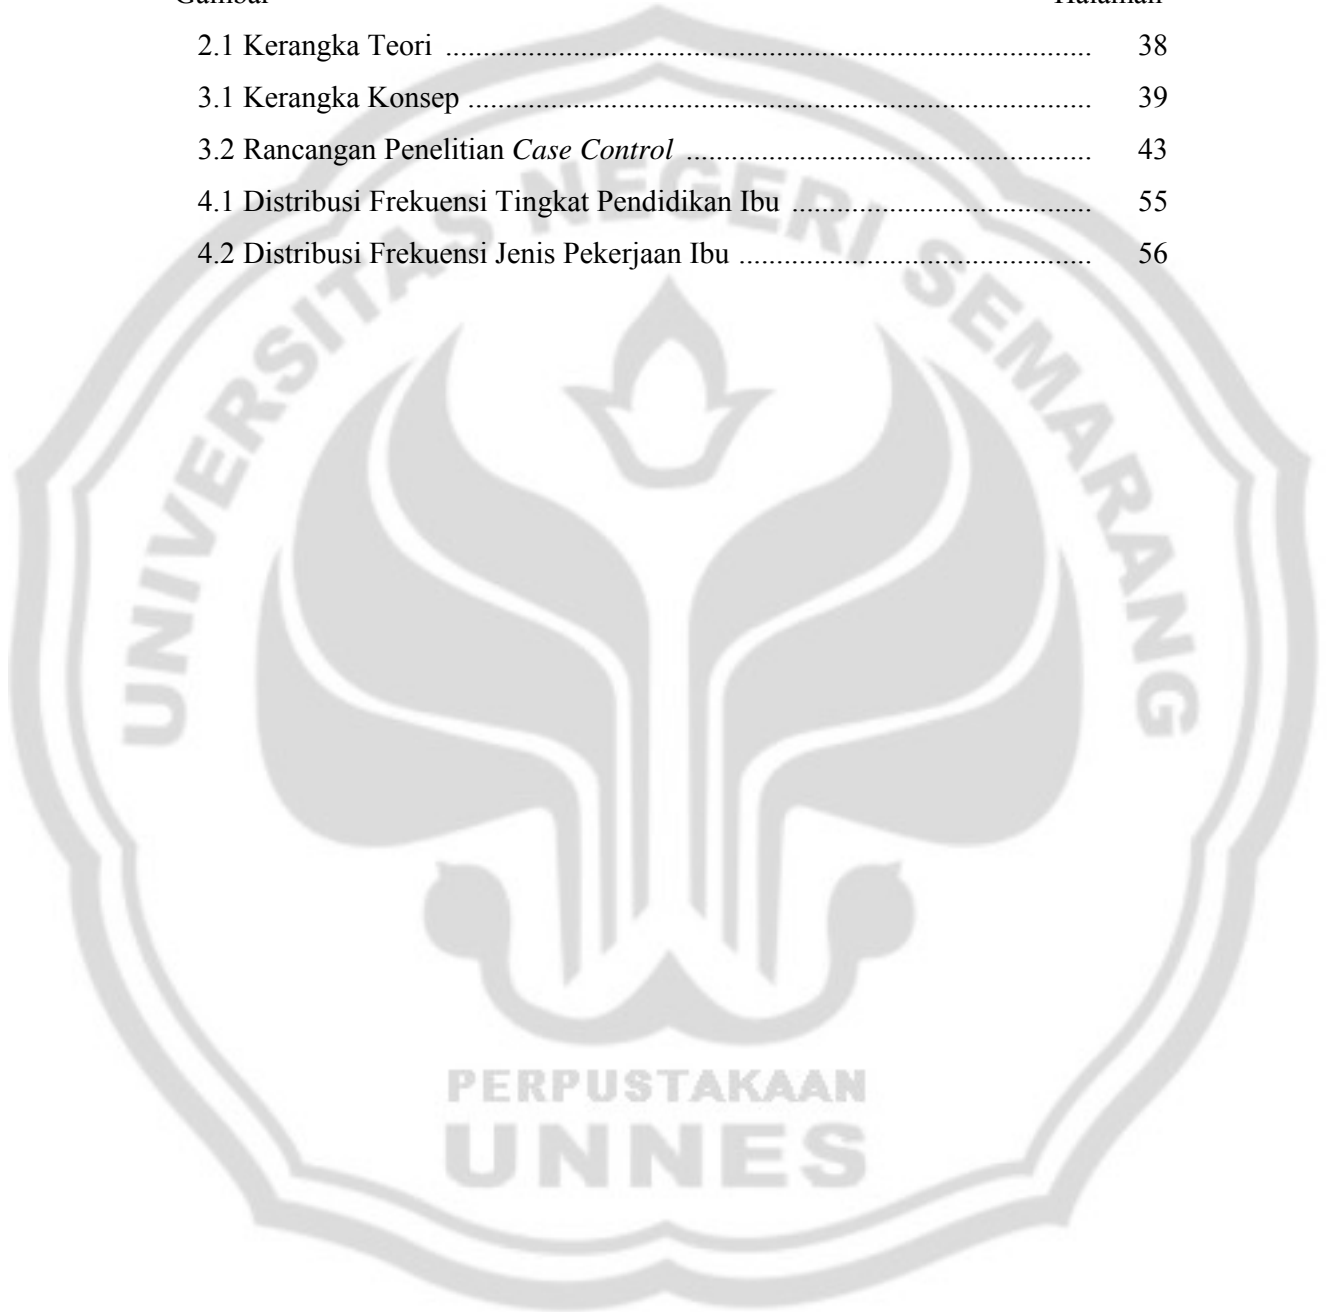 Gambar Halaman
2.1 Kerangka Teori ........................................................................................ 38
3.1 Kerangka Konsep ..................................................................................... 39
3.2 Rancangan Penelitian Case Control ........................................................ 43
4.1 Distribusi Frekuensi Tingkat Pendidikan Ibu .......................................... 55
4.2 Distribusi Frekuensi Jenis Pekerjaan Ibu ................................................. 56
UNIVERSITAS NEGERI SEMARANG
PERPUSTAKAAN
UNNES